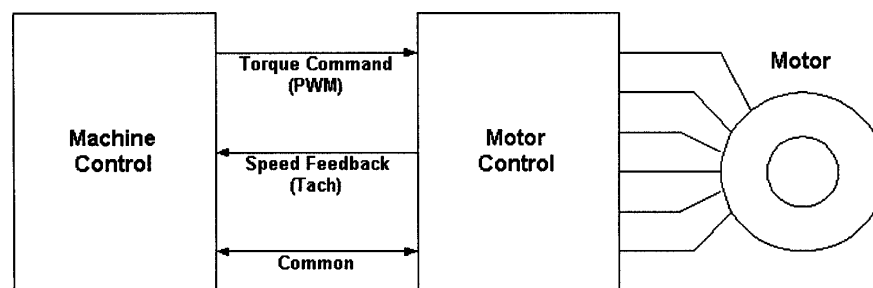 Machine
Control
Torque Command
(PWM)
Speed Feedback
(Tach)
Common
Motor
Control
Motor